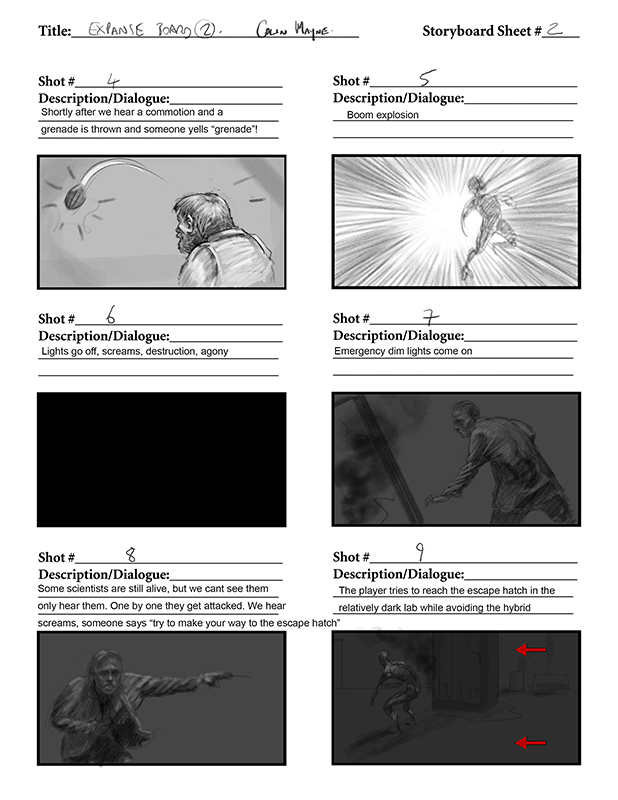 Title: EXPANSE BOARD (2). COLIN MAYNE. Storyboard Sheet # 2
Shot # 4
Description/Dialogue:
Shortly after we hear a commotion and a
grenade is thrown and someone yells “grenade”!
Shot # 5
Description/Dialogue:
Boom explosion
Shot # 6
Description/Dialogue:
Lights go off, screams, destruction, agony
Shot # 7
Description/Dialogue:
Emergency dim lights come on
Shot # 8
Description/Dialogue:
Some scientists are still alive, but we cant see them
only hear them. One by one they get attacked. We hear
screams, someone says “try to make your way to the escape hatch”
Shot # 9
Description/Dialogue:
The player tries to reach the escape hatch in the
relatively dark lab while avoiding the hybrid